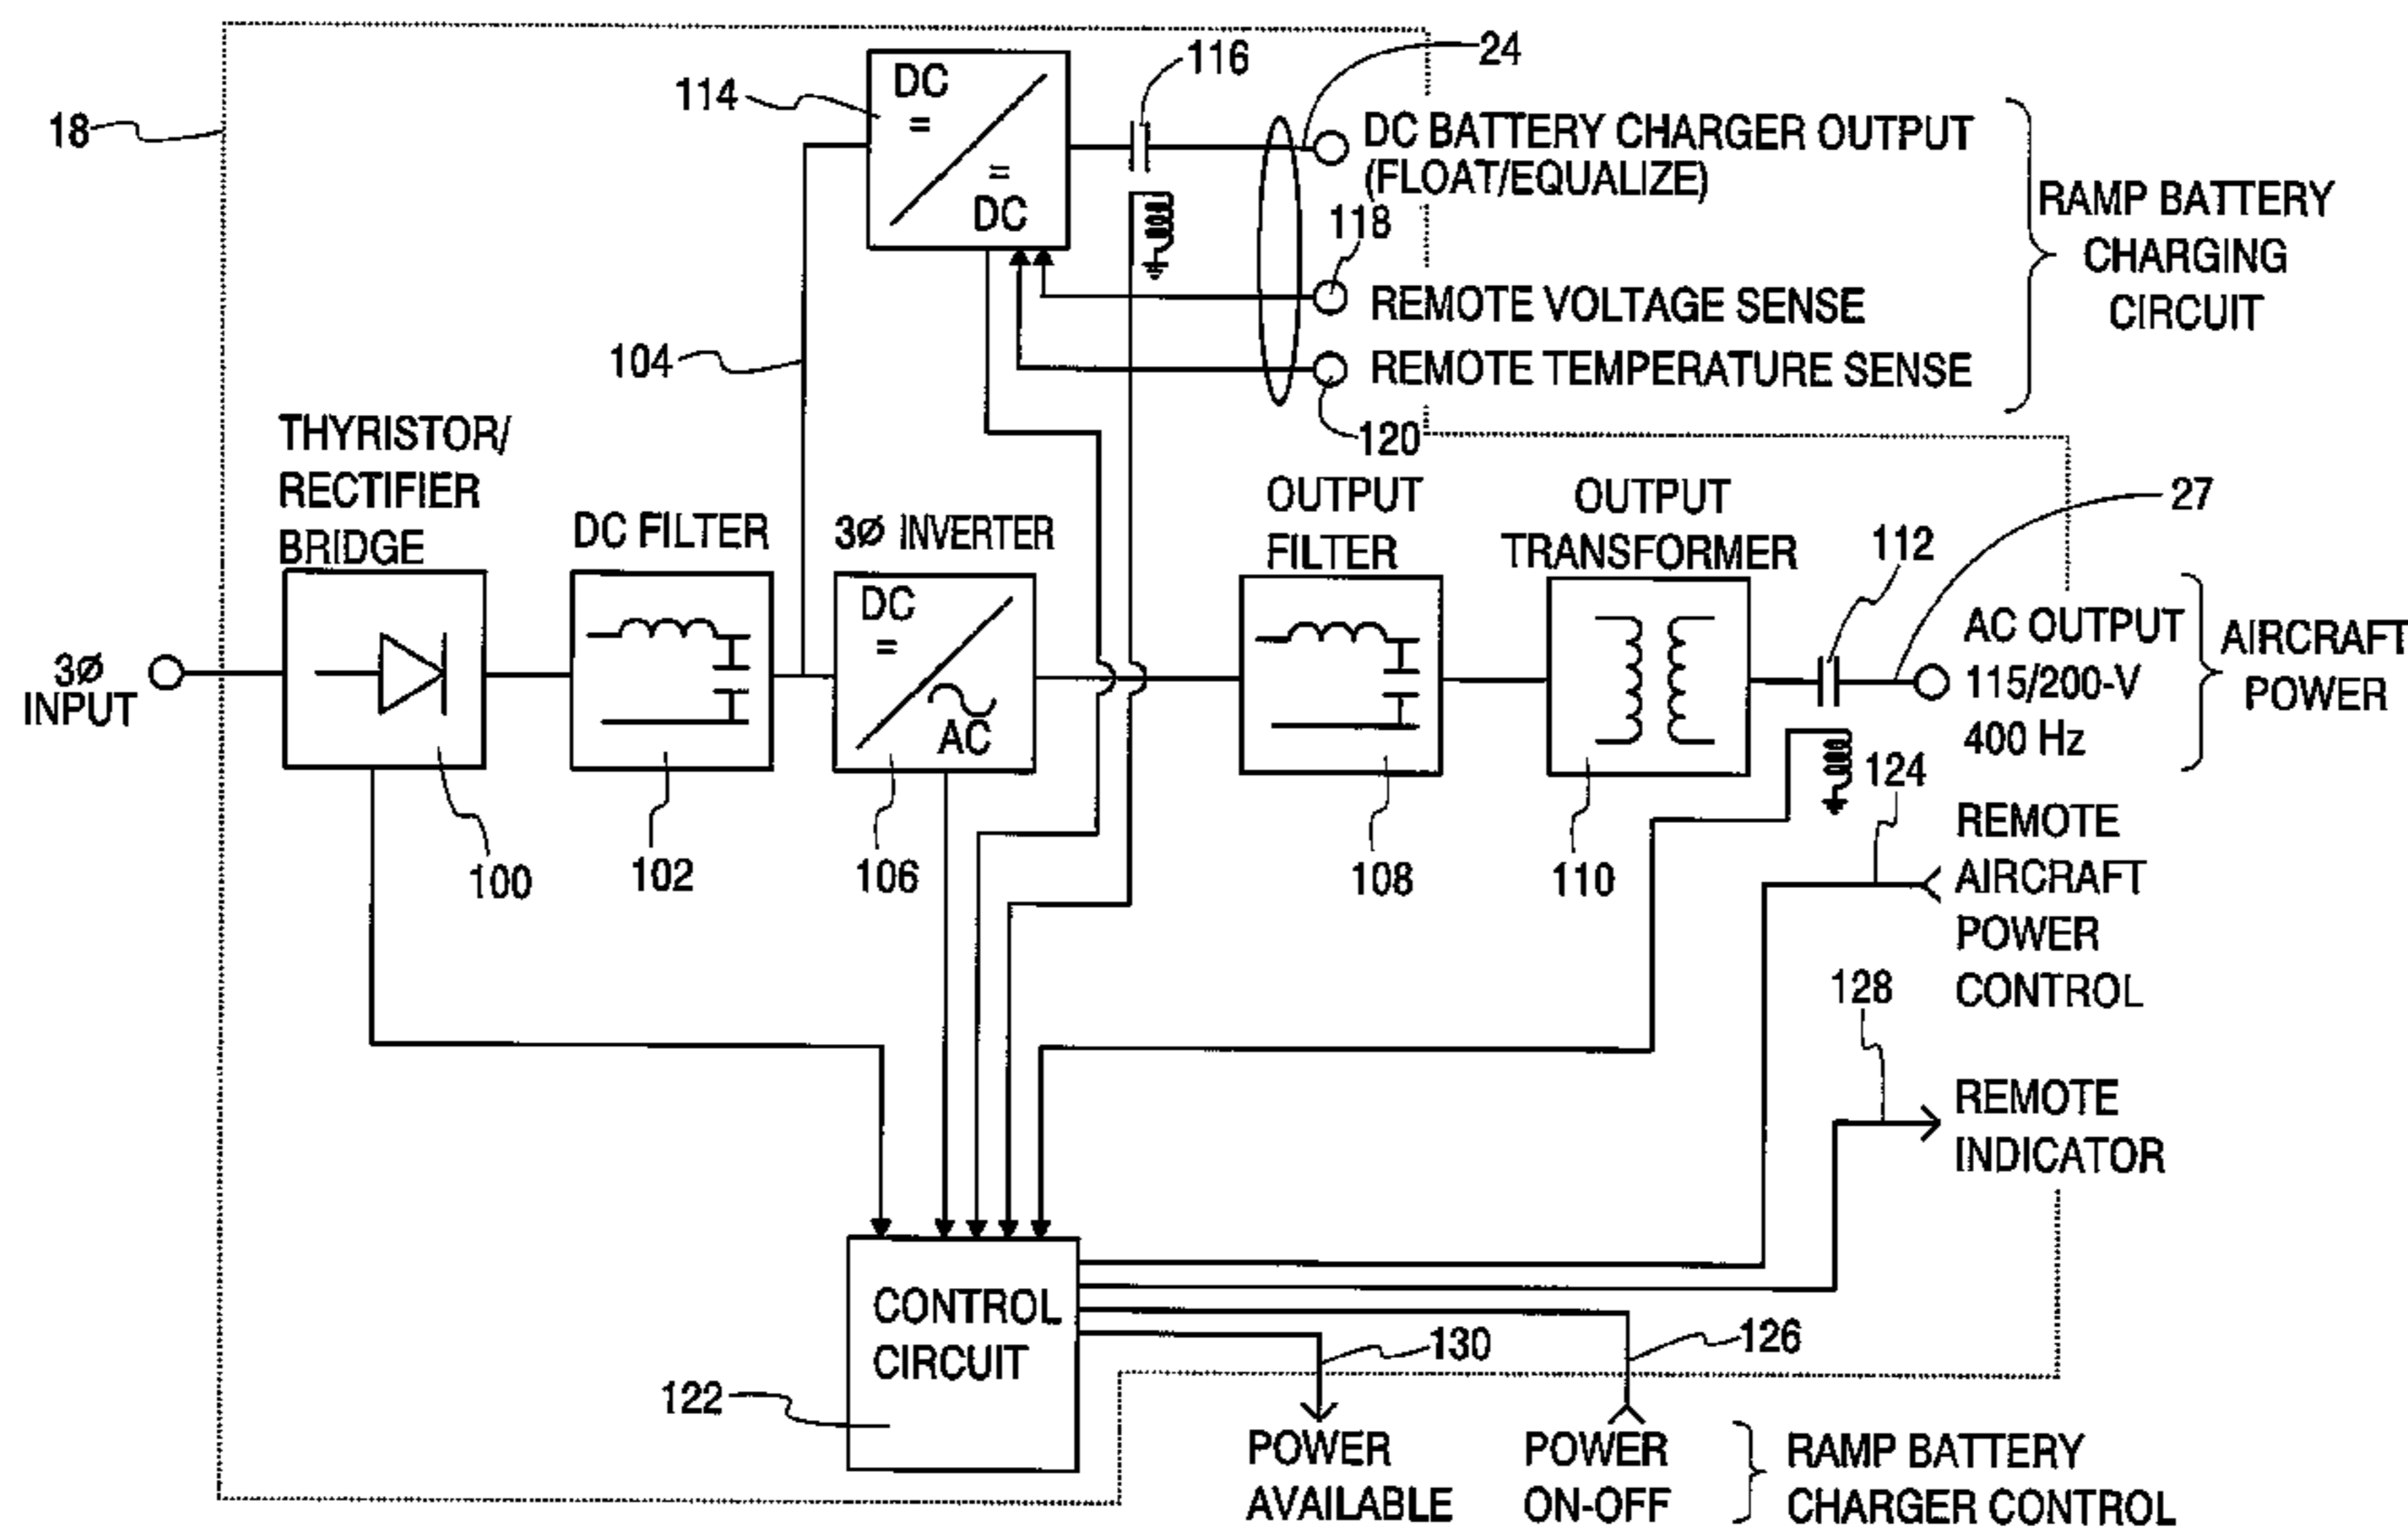 18
114
DC
=
=
DC
116
24
DC BATTERY CHARGER OUTPUT
(FLOAT/EQUALIZE)
118
REMOTE VOLTAGE SENSE
REMOTE TEMPERATURE SENSE
120
RAMP BATTERY
CHARGING
CIRCUIT
104
THYRISTOR/
RECTIFIER
BRIDGE
DC FILTER
3Ø INVERTER
OUTPUT
FILTER
OUTPUT
TRANSFORMER
112
27
3Ø
INPUT
DC
=
AC
AC OUTPUT
115/200-V
400 Hz
AIRCRAFT
POWER
100
102
106
108
110
124
REMOTE
AIRCRAFT
POWER
CONTROL
128
REMOTE
INDICATOR
CONTROL
CIRCUIT
122
130
126
POWER
AVAILABLE
POWER
ON-OFF
RAMP BATTERY
CHARGER CONTROL